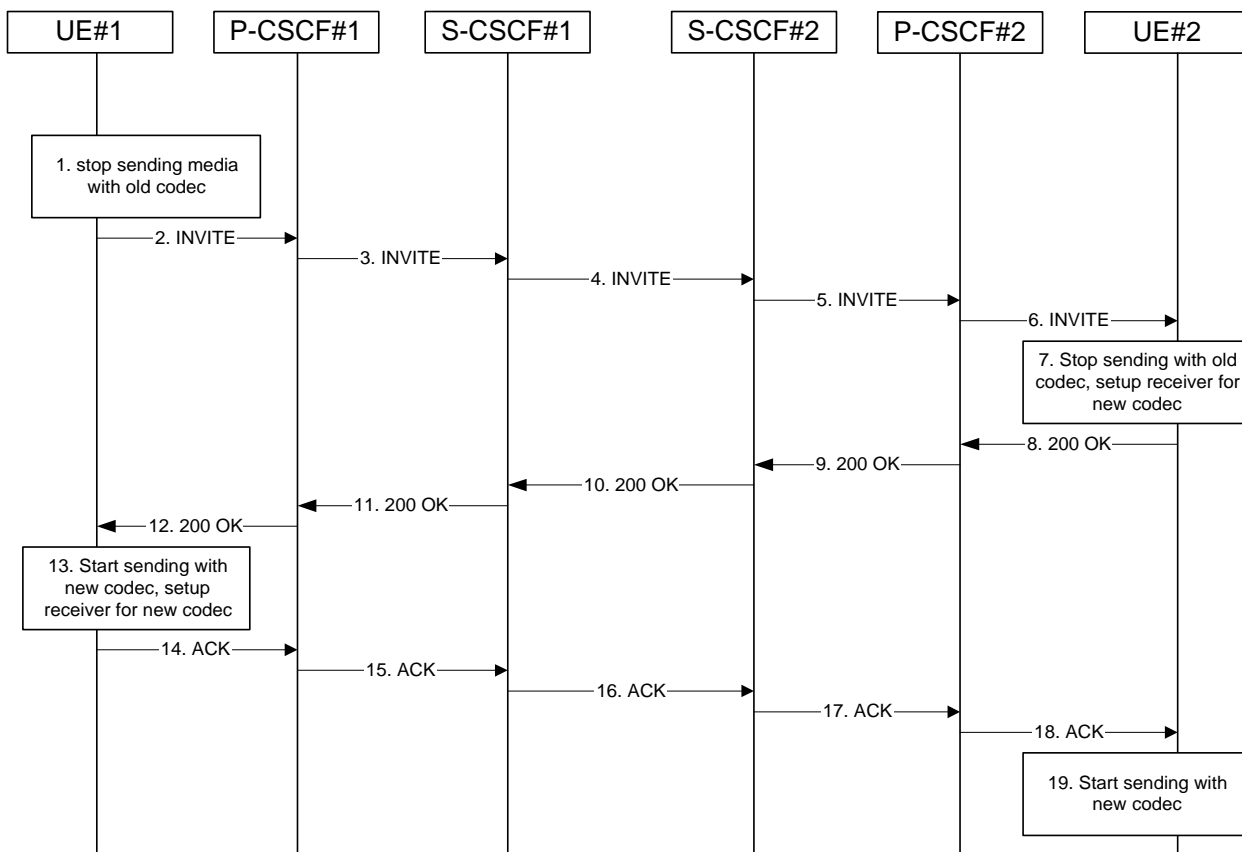 UE#1
P-CSCF#1
S-CSCF#1
S-CSCF#2
P-CSCF#2
UE#2
1. stop sending media
with old codec
2. INVITE
3. INVITE
4. INVITE
5. INVITE
6. INVITE
7. Stop sending with old
codec, setup receiver for
new codec
8. 200 OK
9. 200 OK
10. 200 OK
11. 200 OK
12. 200 OK
13. Start sending with
new codec, setup
receiver for new codec
14. ACK
15. ACK
16. ACK
17. ACK
18. ACK
19. Start sending with
new codec